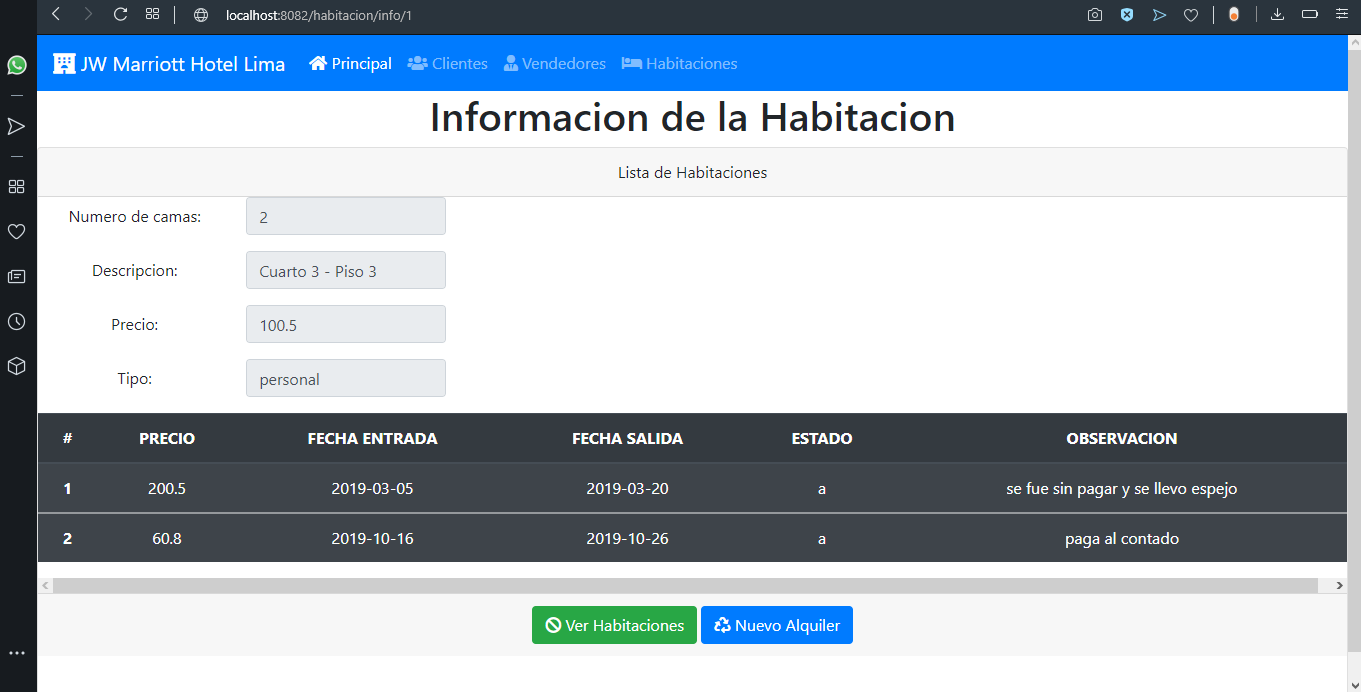 localhost:8082/habitacion/info/1
JW Marriott Hotel Lima Principal Clientes Vendedores Habitaciones
Informacion de la Habitacion
Lista de Habitaciones
Numero de camas: 2
Descripcion: Cuarto 3 - Piso 3
Precio: 100.5
Tipo: personal
# PRECIO FECHA ENTRADA FECHA SALIDA ESTADO OBSERVACION
1 200.5 2019-03-05 2019-03-20 a se fue sin pagar y se llevo espejo
2 60.8 2019-10-16 2019-10-26 a paga al contado
Ver Habitaciones Nuevo Alquiler